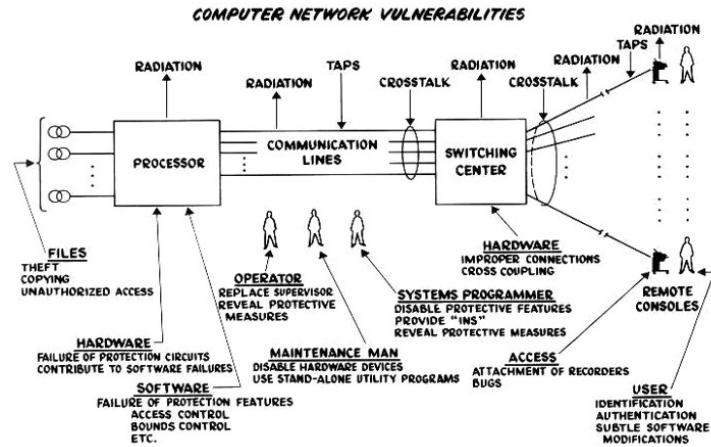 COMPUTER NETWORK VULNERABILITIES
RADIATION
TAPS
RADIATION
RADIATION
TAPS
RADIATION
RADIATION
CROSSTALK
CROSSTALK
PROCESSOR
COMMUNICATION
LINES
SWITCHING
CENTER
FILES
THEFT
COPYING
UNAUTHORIZED ACCESS
OPERATOR
REPLACE SUPERVISOR
REVEAL PROTECTIVE
MEASURES
HARDWARE
IMPROPER CONNECTIONS
CROSS COUPLING
REMOTE
CONSOLES
SYSTEMS PROGRAMMER
DISABLE PROTECTIVE FEATURES
PROVIDE "INS"
REVEAL PROTECTIVE MEASURES
HARDWARE
FAILURE OF PROTECTION CIRCUITS
CONTRIBUTE TO SOFTWARE FAILURES
MAINTENANCE MAN
DISABLE HARDWARE DEVICES
USE STAND-ALONE UTILITY PROGRAMS
ACCESS
ATTACHMENT OF RECORDERS
BUGS
SOFTWARE
FAILURE OF PROTECTION FEATURES
ACCESS CONTROL
BOUNDS CONTROL
ETC.
USER
IDENTIFICATION
AUTHENTICATION
SUBTLE SOFTWARE
MODIFICATIONS